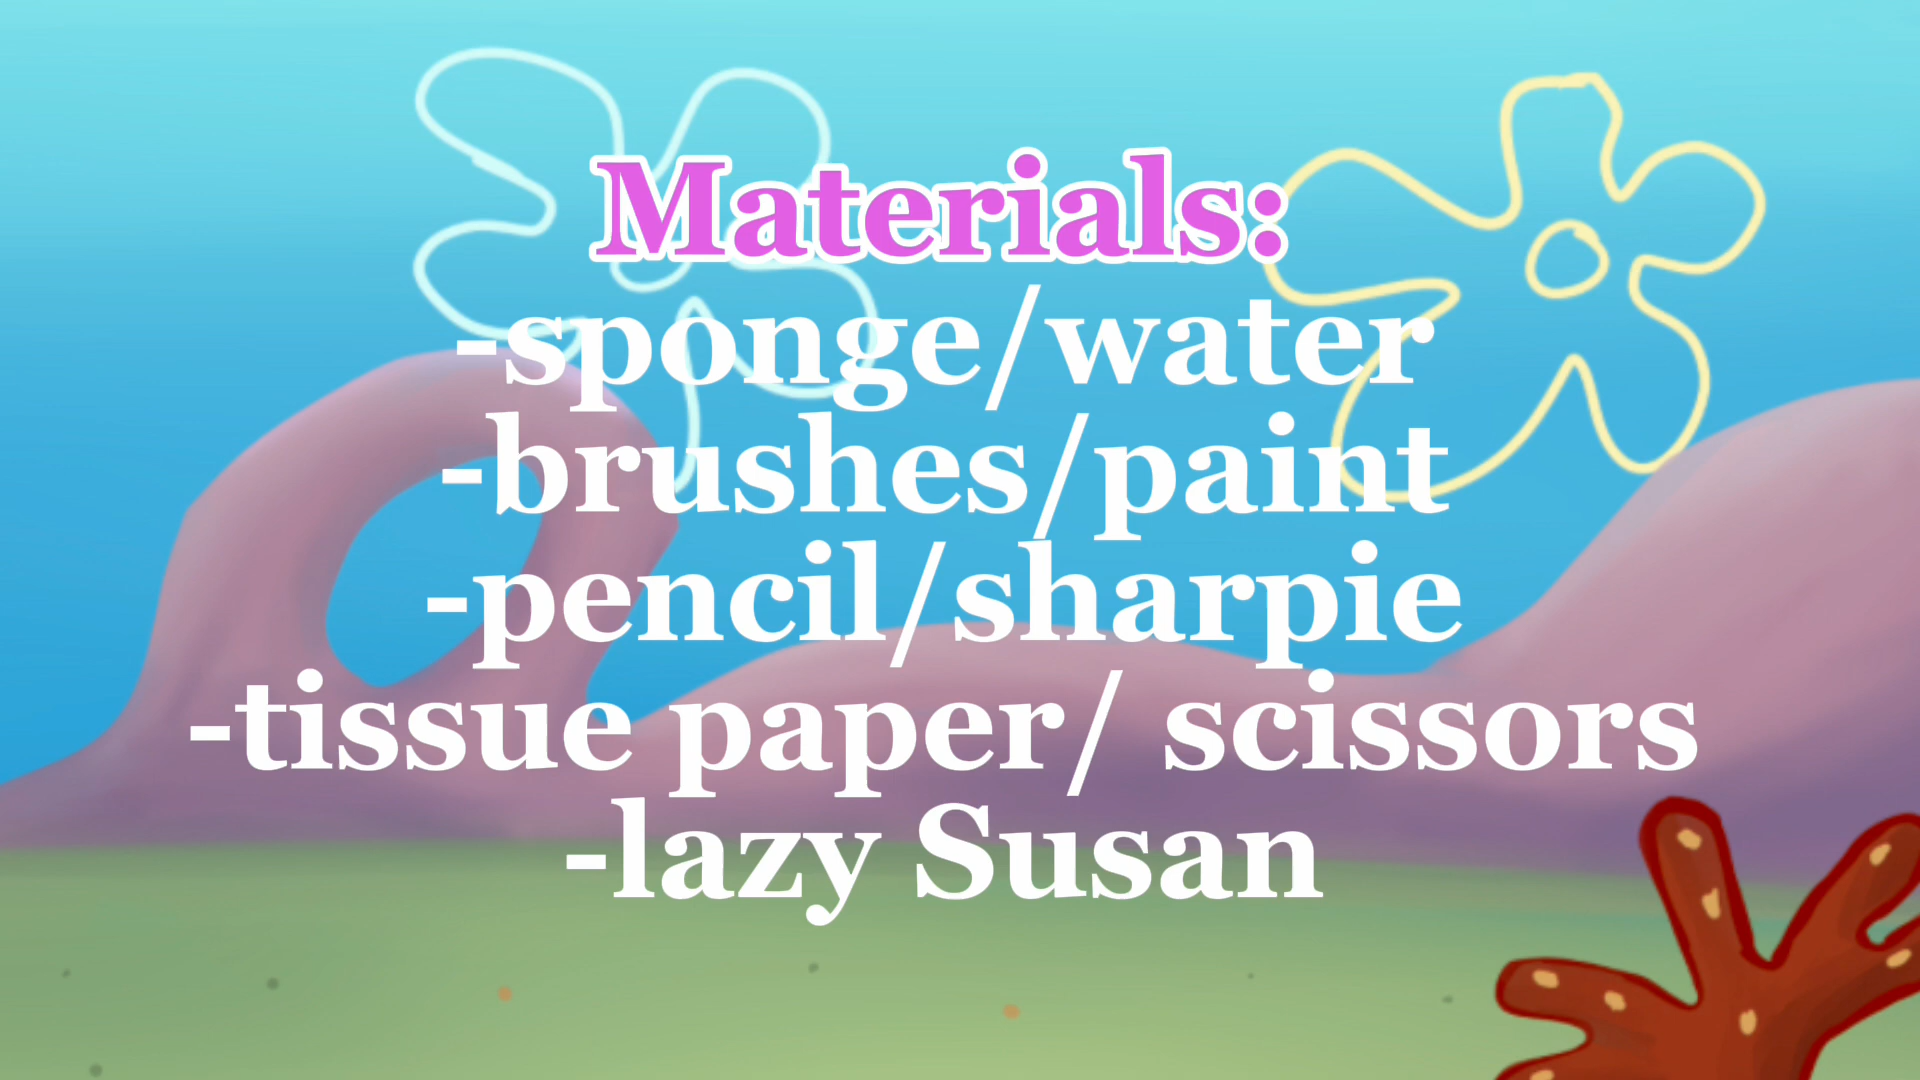 Materials:
-sponge/water
-brushes/paint
-pencil/sharpie
-tissue paper/ scissors
-lazy Susan